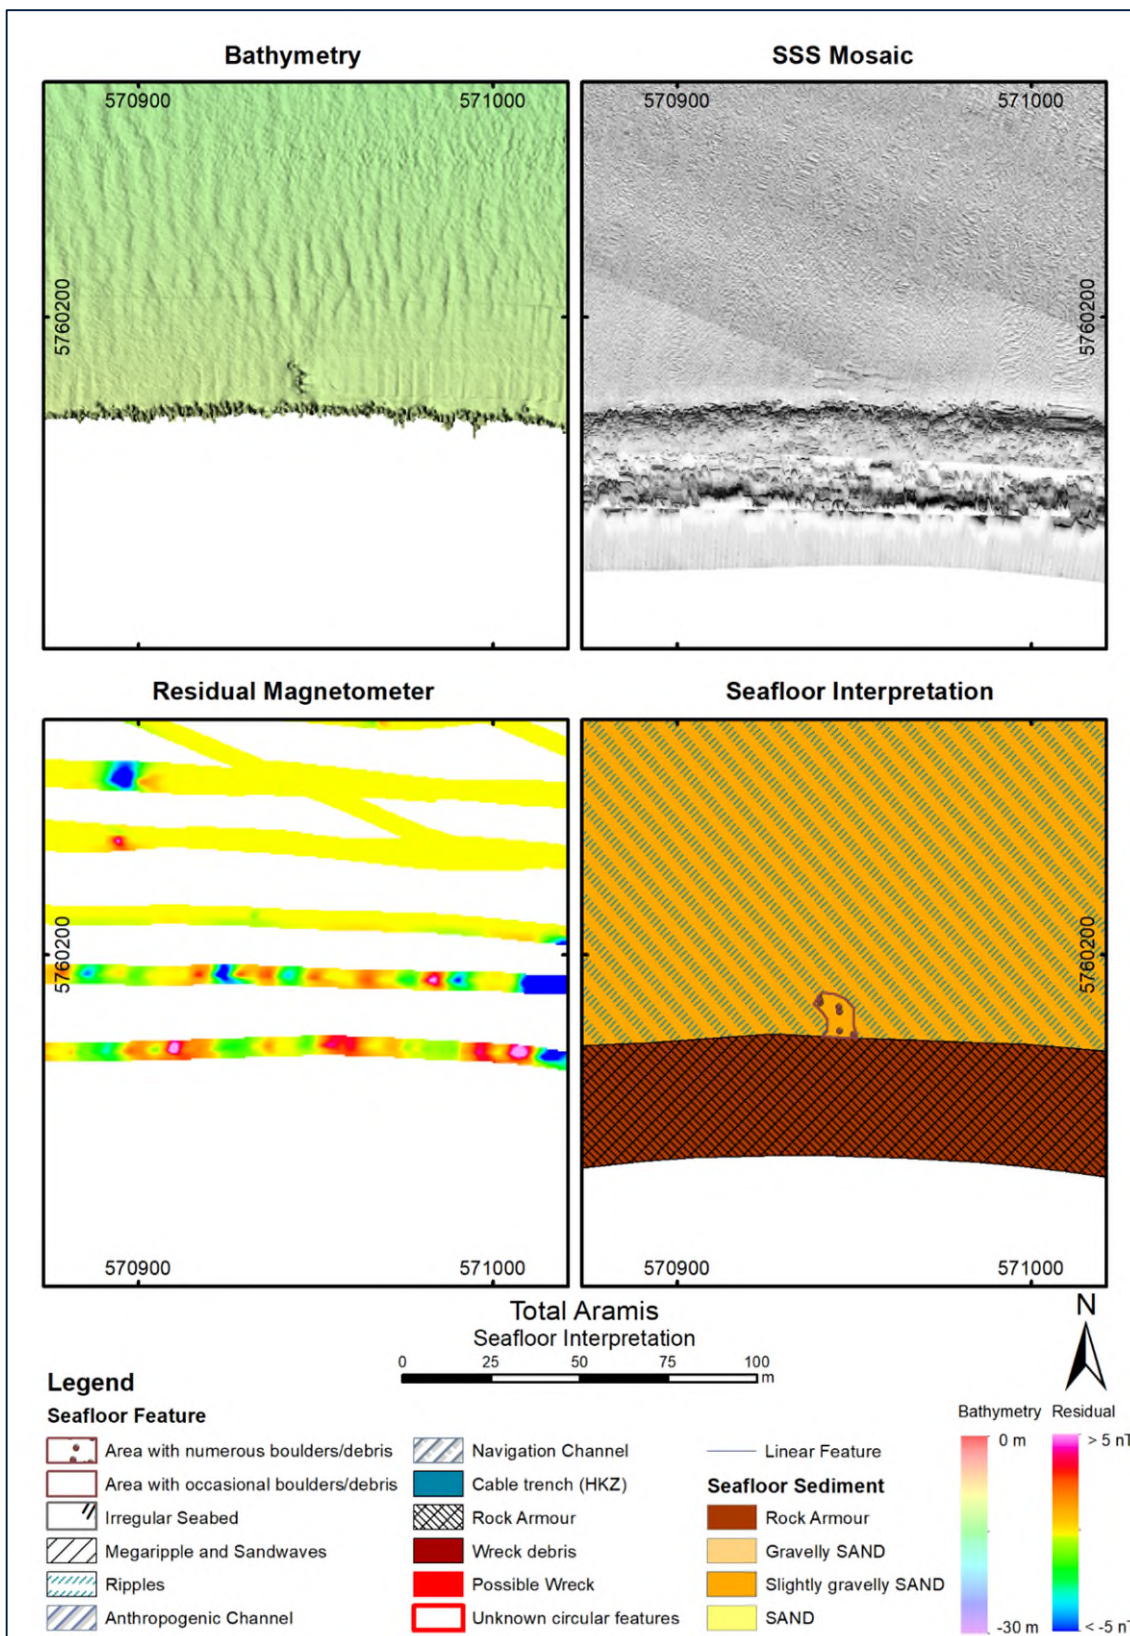 Bathymetry
SSS Mosaic
570900
571000
570900
571000
5760200
5760200
Residual Magnetometer
Seafloor Interpretation
5760200
5760200
570900
571000
570900
571000
Total Aramis
Seafloor Interpretation
0 25 50 75 100
m
N
Legend
Seafloor Feature
Area with numerous boulders/debris
Area with occasional boulders/debris
Irregular Seabed
Megaripple and Sandwaves
Ripples
Anthropogenic Channel
Navigation Channel
Cable trench (HKZ)
Rock Armour
Wreck debris
Possible Wreck
Unknown circular features
Linear Feature
Seafloor Sediment
Rock Armour
Gravelly SAND
Slightly gravelly SAND
SAND
Bathymetry
0 m
-30 m
Residual
> 5 nT
< -5 nT